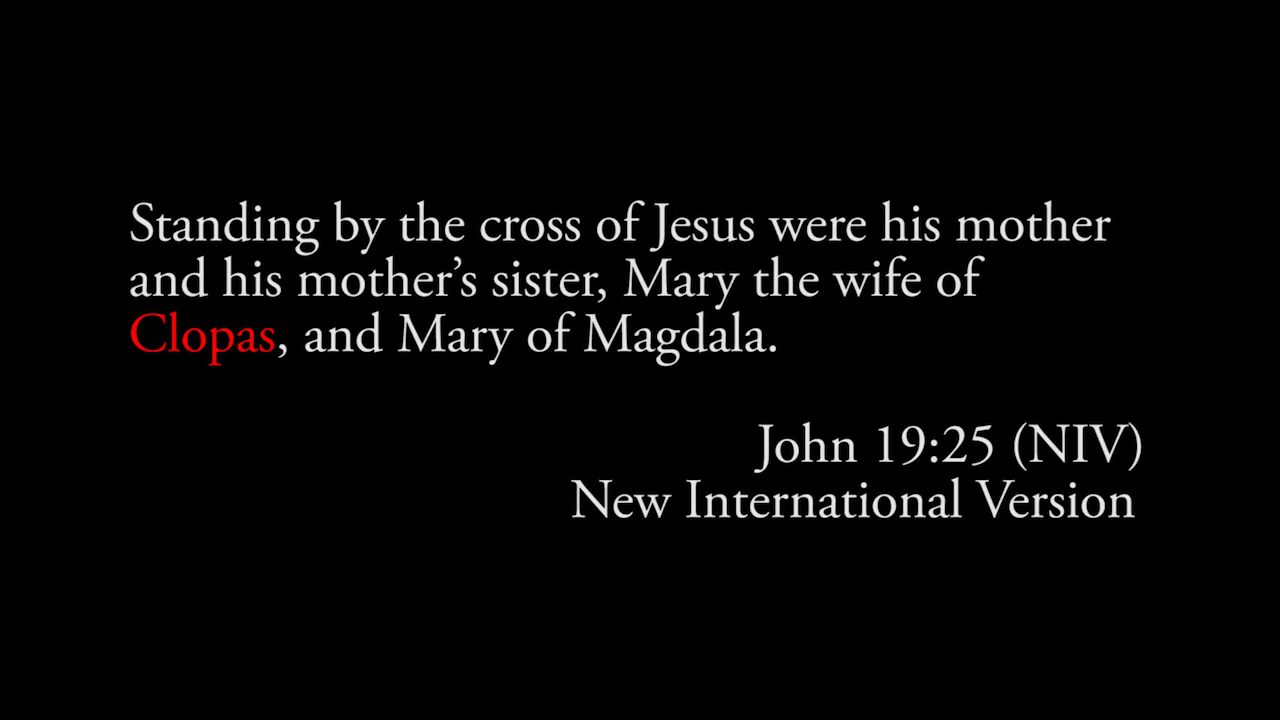 Standing by the cross of Jesus were his mother
and his mother’s sister, Mary the wife of
Clopas, and Mary of Magdala.
John 19:25 (NIV)
New International Version